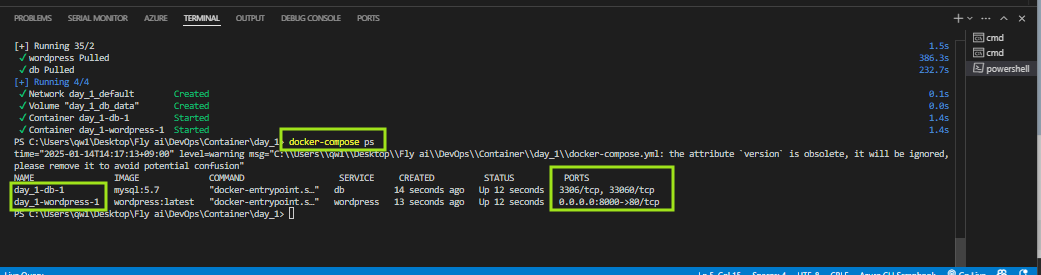 PROBLEMS SERIAL MONITOR AZURE TERMINAL OUTPUT DEBUG CONSOLE PORTS
[+] Running 35/2 1.5s
✓ wordpress Pulled 386.3s
✓ db Pulled 232.7s
[+] Running 4/4
✓ Network day_1_default Created 0.1s
✓ Volume "day_1_db_data" Created 0.0s
✓ Container day_1-db-1 Started 1.4s
✓ Container day_1-wordpress-1 Started 1.4s
PS C:\Users\qw1\Desktop\Fly ai\DevOps\Container\day_1> docker-compose ps
time="2025-01-14T14:17:13+09:00" level=warning msg="C:\\Users\\qw1\\Desktop\\Fly ai\\DevOps\\Container\\day_1\\docker-compose.yml: the attribute `version` is obsolete, it will be ignored,
please remove it to avoid potential confusion"
NAME IMAGE COMMAND SERVICE CREATED STATUS PORTS
day_1-db-1 mysql:5.7 "docker-entrypoint.s…" db 14 seconds ago Up 12 seconds 3306/tcp, 33060/tcp
day_1-wordpress-1 wordpress:latest "docker-entrypoint.s…" wordpress 13 seconds ago Up 12 seconds 0.0.0.0:8000->80/tcp
PS C:\Users\qw1\Desktop\Fly ai\DevOps\Container\day_1>
cmd
cmd
powershell